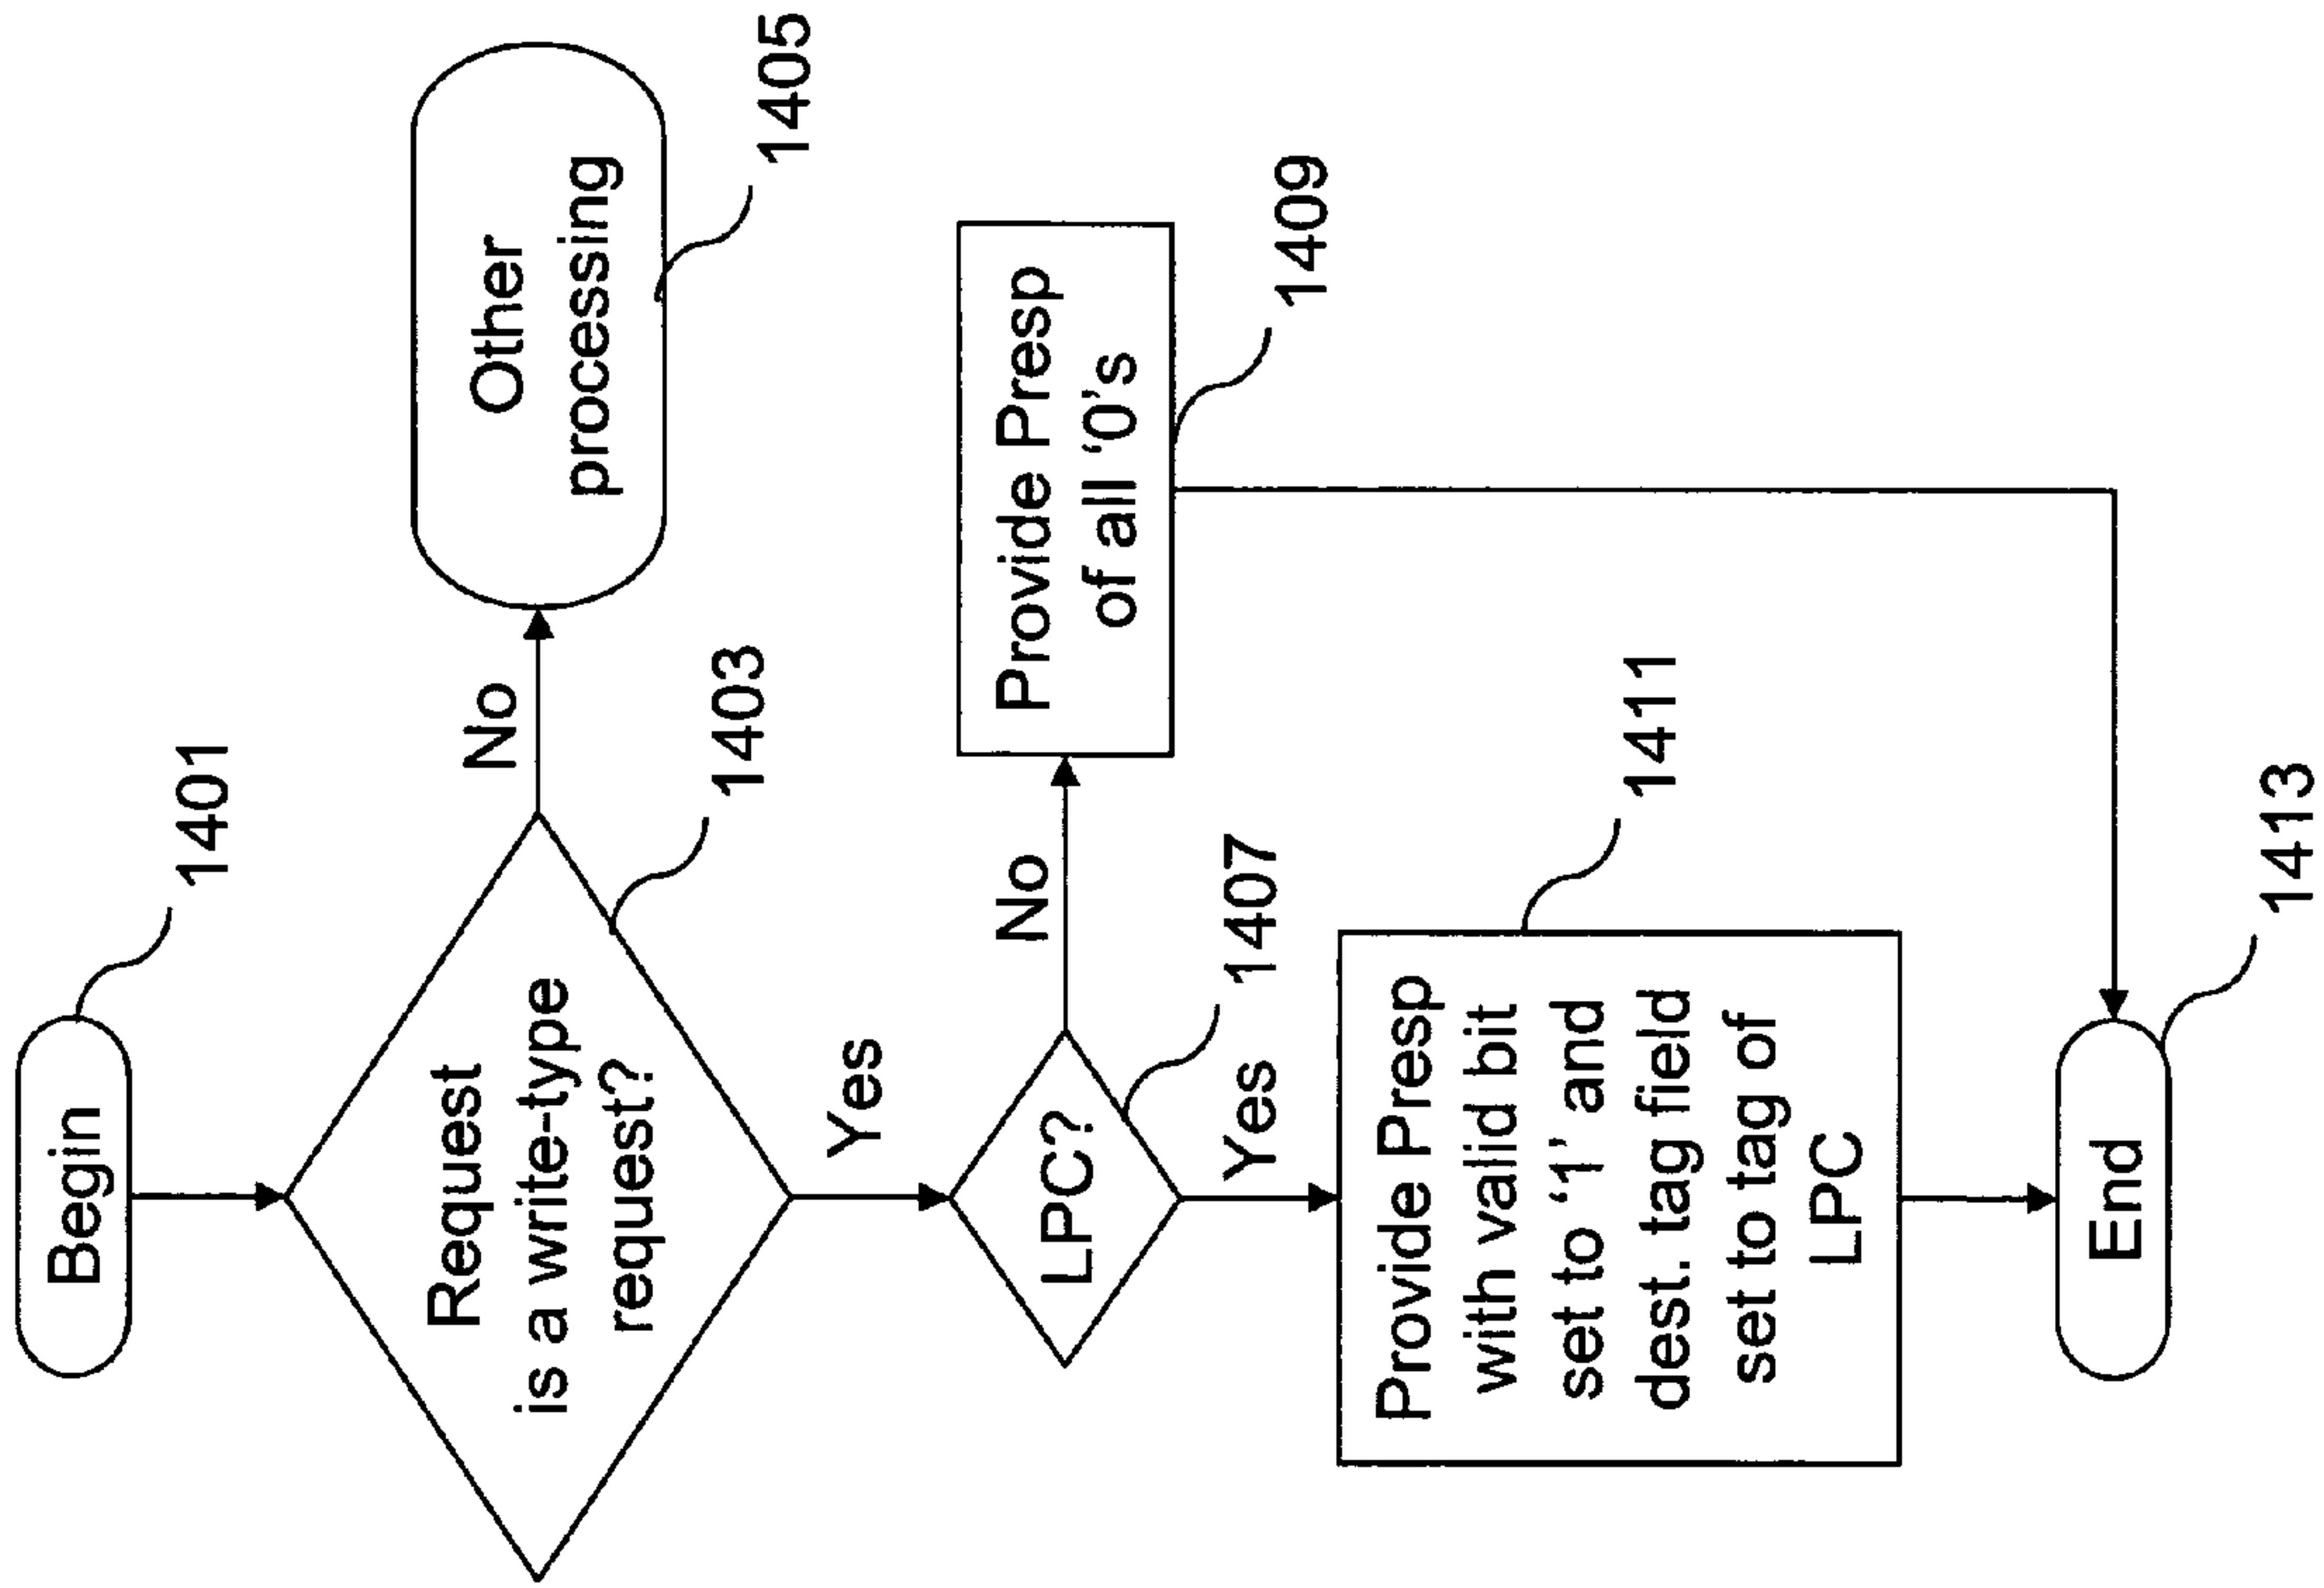 Begin
1401
Request
is a write-type
request?
1403
No
Other
processing
1405
Yes
LPC?
1407
No
Provide Presp
of all ‘0’s
1409
Yes
Provide Presp
with valid bit
set to ‘1’ and
dest. tag field
set to tag of
LPC
1411
End
1413